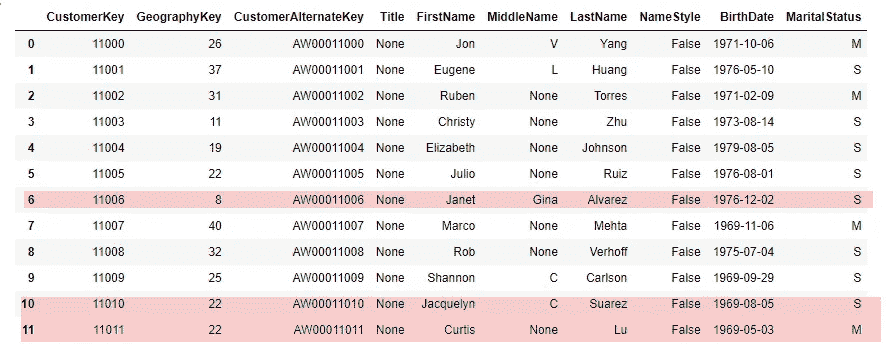 CustomerKey GeographyKey CustomerAlternateKey Title FirstName MiddleName LastName NameStyle BirthDate MaritalStatus
0 11000 26 AW00011000 None Jon V Yang False 1971-10-06 M
1 11001 37 AW00011001 None Eugene L Huang False 1976-05-10 S
2 11002 31 AW00011002 None Ruben None Torres False 1971-02-09 M
3 11003 11 AW00011003 None Christy None Zhu False 1973-08-14 S
4 11004 19 AW00011004 None Elizabeth None Johnson False 1979-08-05 S
5 11005 22 AW00011005 None Julio None Ruiz False 1976-08-01 S
6 11006 8 AW00011006 None Janet Gina Alvarez False 1976-12-02 S
7 11007 40 AW00011007 None Marco None Mehta False 1969-11-06 M
8 11008 32 AW00011008 None Rob None Verhoff False 1975-07-04 S
9 11009 25 AW00011009 None Shannon C Carlson False 1969-09-29 S
10 11010 22 AW00011010 None Jacquelyn C Suarez False 1969-08-05 S
11 11011 22 AW00011011 None Curtis None Lu False 1969-05-03 M